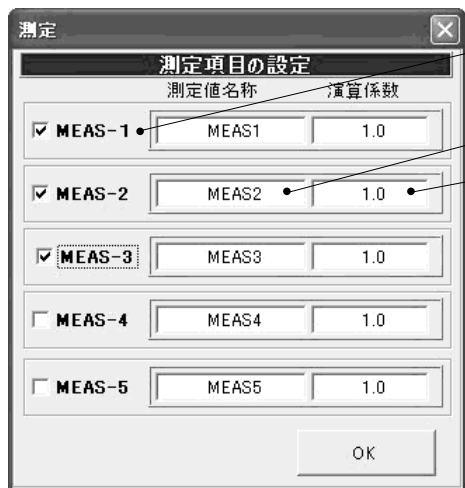 測定
測定項目の設定
測定値名称 演算係数
MEAS-1 MEAS1 1.0
MEAS-2 MEAS2 1.0
MEAS-3 MEAS3 1.0
MEAS-4 MEAS4 1.0
MEAS-5 MEAS5 1.0
OK